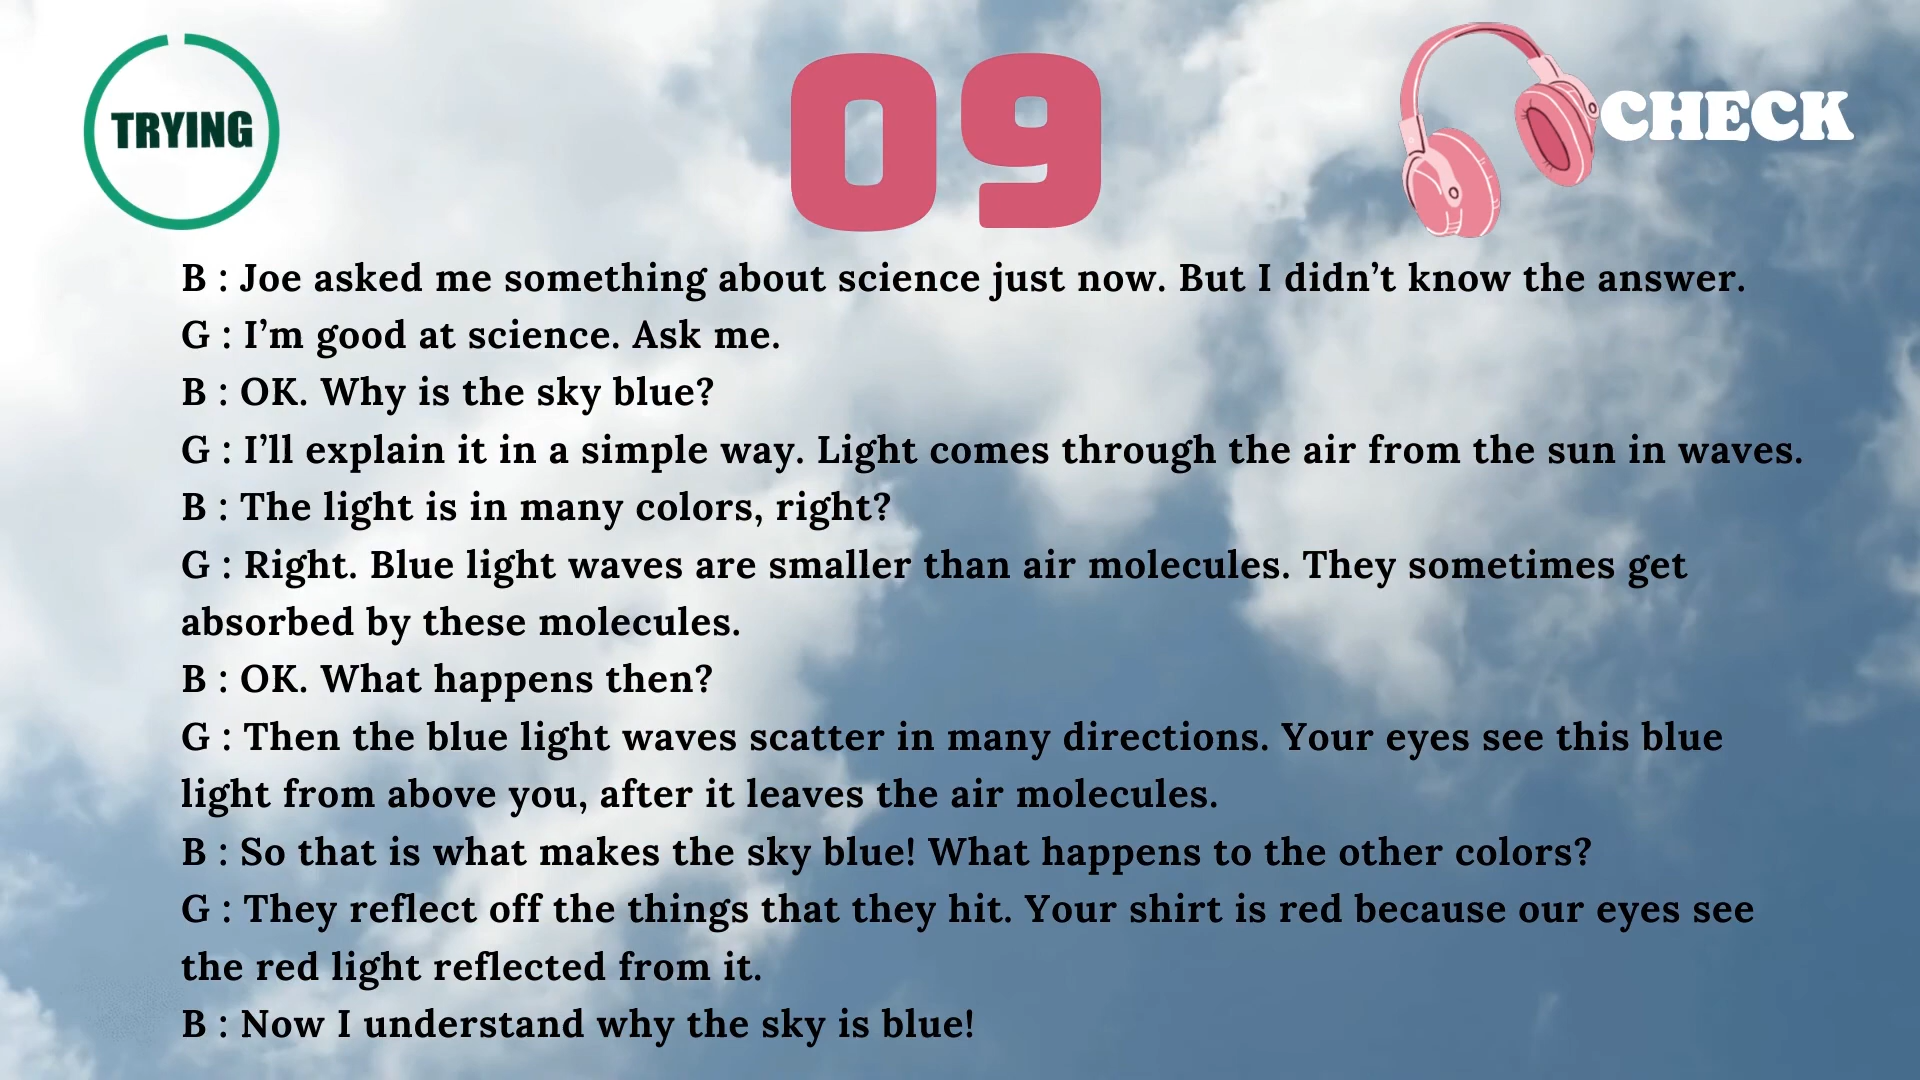 TRYING
09
CHECK
B : Joe asked me something about science just now. But I didn’t know the answer.
G : I’m good at science. Ask me.
B : OK. Why is the sky blue?
G : I’ll explain it in a simple way. Light comes through the air from the sun in waves.
B : The light is in many colors, right?
G : Right. Blue light waves are smaller than air molecules. They sometimes get
absorbed by these molecules.
B : OK. What happens then?
G : Then the blue light waves scatter in many directions. Your eyes see this blue
light from above you, after it leaves the air molecules.
B : So that is what makes the sky blue! What happens to the other colors?
G : They reflect off the things that they hit. Your shirt is red because our eyes see
the red light reflected from it.
B : Now I understand why the sky is blue!